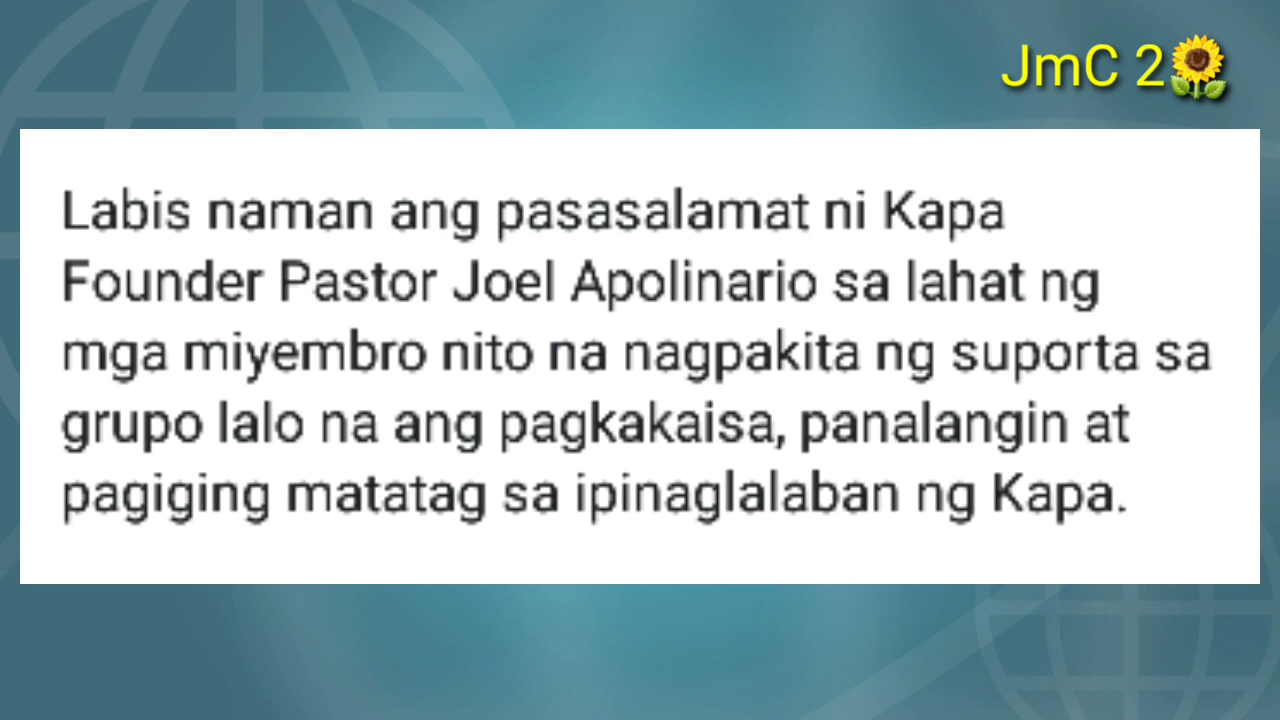 JmC 2🌻
Labis naman ang pasasalamat ni Kapa
Founder Pastor Joel Apolinario sa lahat ng
mga miyembro nito na nagpakita ng suporta sa
grupo lalo na ang pagkakaisa, panalangin at
pagiging matatag sa ipinaglalaban ng Kapa.